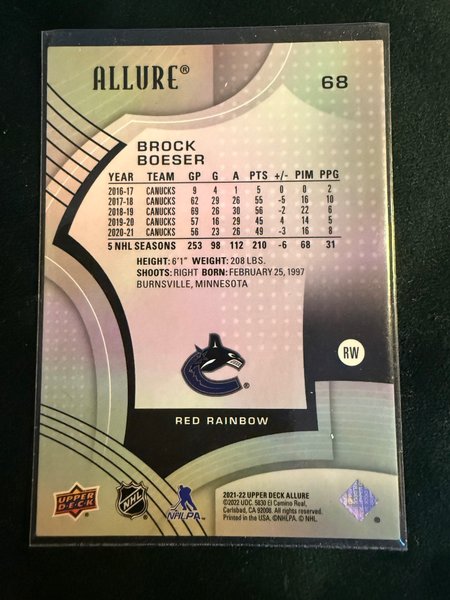 ALLURE®
68
BROCK
BOESER
YEAR TEAM GP G A PTS +/- PIM PPG
2016-17 CANUCKS 9 4 1 5 0 0 2
2017-18 CANUCKS 62 29 26 55 -5 16 10
2018-19 CANUCKS 69 26 30 56 -2 22 6
2019-20 CANUCKS 57 16 29 45 4 14 5
2020-21 CANUCKS 56 23 26 49 -3 16 8
5 NHL SEASONS 253 98 112 210 -6 68 31
HEIGHT: 6'1" WEIGHT: 208 LBS.
SHOOTS: RIGHT BORN: FEBRUARY 25, 1997
BURNSVILLE, MINNESOTA
®
RW
RED RAINBOW
UPPER
DECK
NHL
NHLPA
2021-22 UPPER DECK ALLURE
©2022 UDC. 5830 El Camino Real,
Carlsbad, CA 92008. All rights reserved.
Printed in the USA. ©NHLPA. © NHL.
®